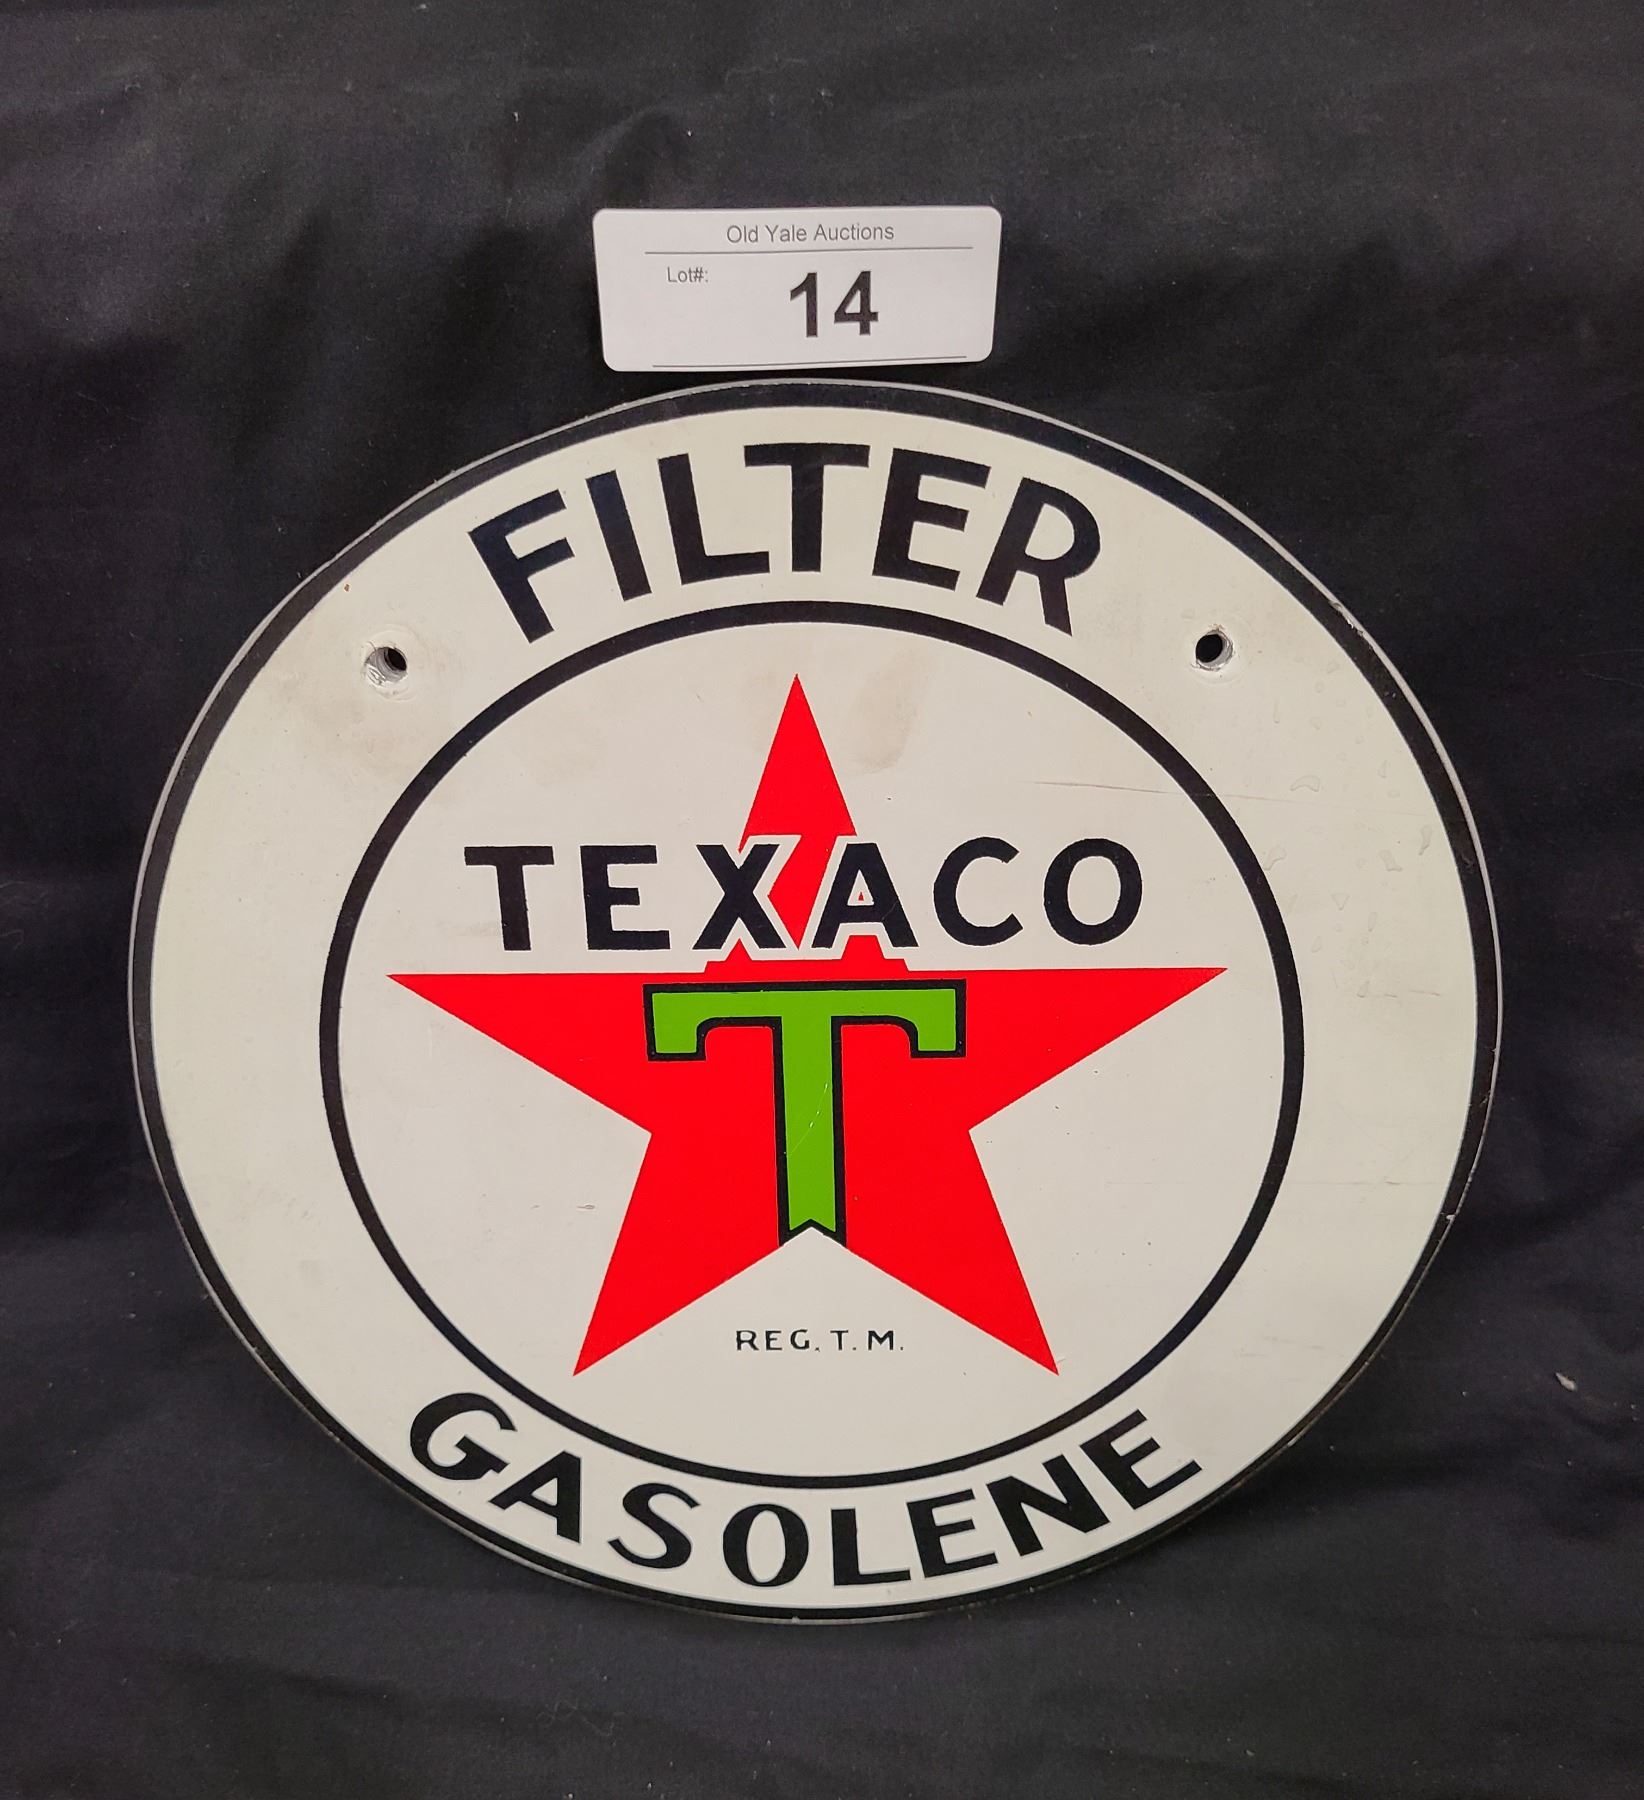 Old Yale Auctions
Lot#: 14
FILTER
TEXACO
T
REG. T. M.
GASOLENE